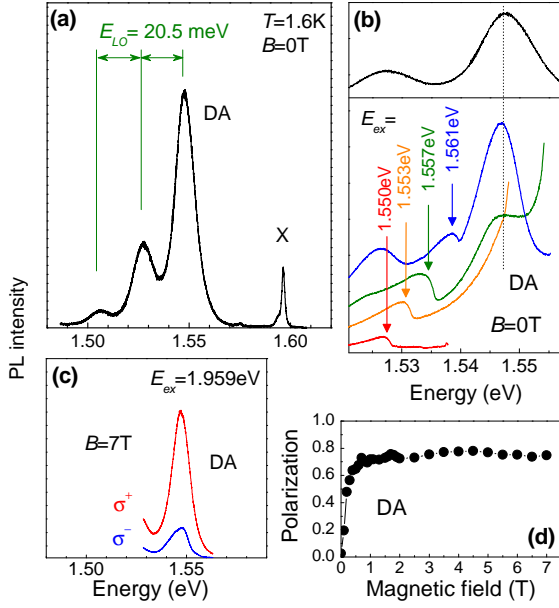 (a)
E_LO = 20.5 meV
T=1.6K
B=0T
DA
X
1.50
1.55
1.60
(b)
E_ex=
1.550eV
1.553eV
1.557eV
1.561eV
DA
B=0T
1.53
1.54
1.55
Energy (eV)
PL intensity
(c)
E_ex=1.959eV
B=7T
DA
σ+
σ−
1.50
1.55
Energy (eV)
1.0
0.8
0.6
0.4
0.2
0.0
Polarization
DA
(d)
0 1 2 3 4 5 6 7
Magnetic field (T)